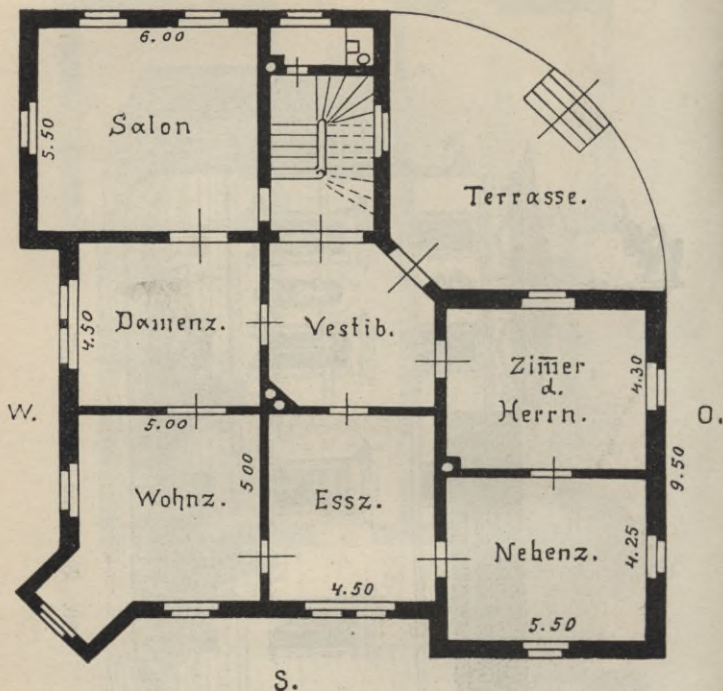 6.00
5.50
Salon
Terrasse.
4.50
Damenz.
Vestib.
Zim̅er
d.
Herrn.
4.30
W.
O.
5.00
5 00
9.50
Wohnz.
Essz.
Nebenz.
4.25
4.50
5.50
S.